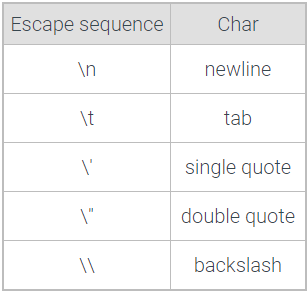 Escape sequence Char
\n newline
\t tab
\' single quote
\" double quote
\\ backslash